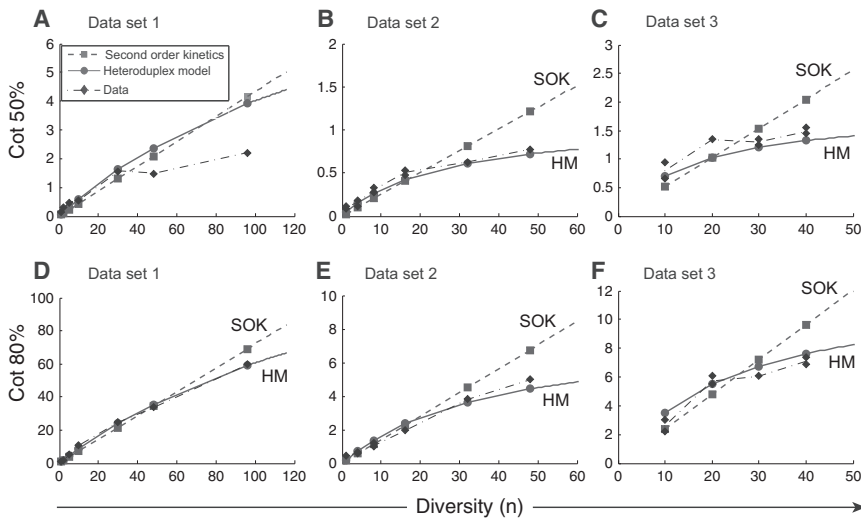 A Data set 1
B Data set 2
C Data set 3
Cot 50%
6
5
4
3
2
1
0
Second order kinetics
Heteroduplex model
Data
0 20 40 60 80 100 120
2
1.5
1
0.5
0
SOK
HM
0 10 20 30 40 50 60
3
2.5
2
1.5
1
0.5
0
SOK
HM
0 10 20 30 40 50
D Data set 1
E Data set 2
F Data set 3
Cot 80%
100
80
60
40
20
0
SOK
HM
0 20 40 60 80 100 120
10
8
6
4
2
0
SOK
HM
0 10 20 30 40 50 60
12
10
8
6
4
2
0
SOK
HM
0 10 20 30 40 50
Diversity (n)